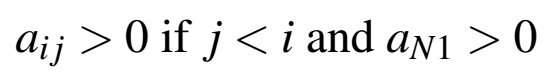 a_{ij} > 0 if j < i and a_{N1} > 0